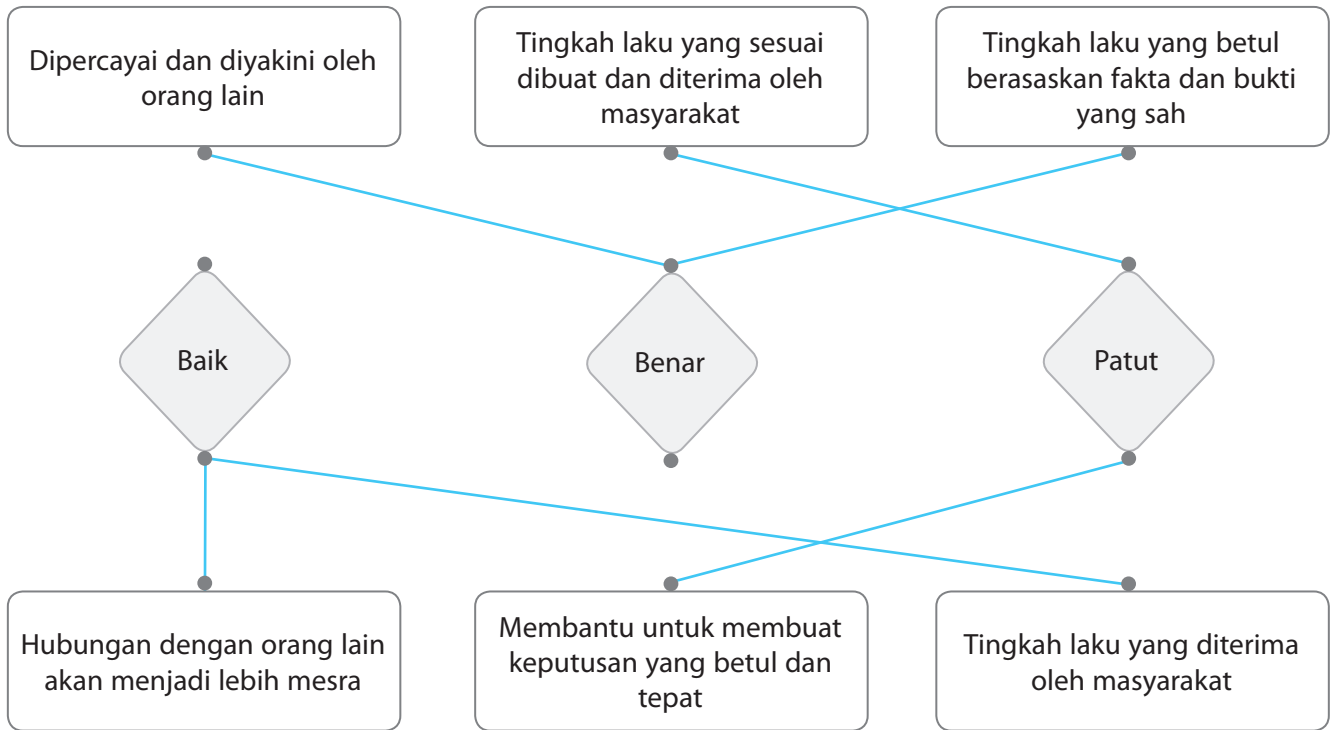 Dipercayai dan diyakini oleh
orang lain
Tingkah laku yang sesuai
dibuat dan diterima oleh
masyarakat
Tingkah laku yang betul
berasaskan fakta dan bukti
yang sah
Baik
Benar
Patut
Hubungan dengan orang lain
akan menjadi lebih mesra
Membantu untuk membuat
keputusan yang betul dan
tepat
Tingkah laku yang diterima
oleh masyarakat